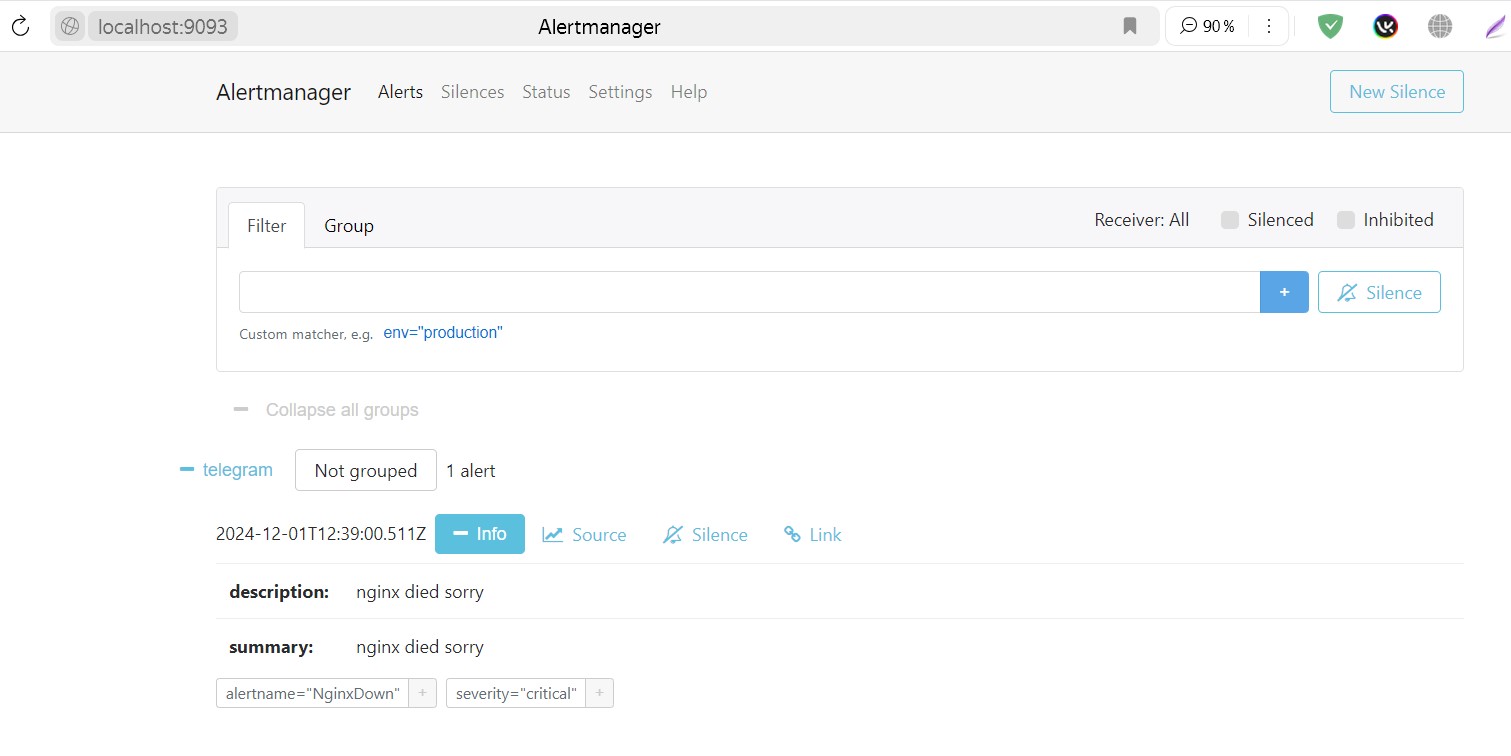 localhost:9093 Alertmanager 90 %
Alertmanager Alerts Silences Status Settings Help New Silence
Filter Group Receiver: All Silenced Inhibited
+ Silence
Custom matcher, e.g. env="production"
Collapse all groups
telegram Not grouped 1 alert
2024-12-01T12:39:00.511Z Info Source Silence Link
description: nginx died sorry
summary: nginx died sorry
alertname="NginxDown" + severity="critical" +